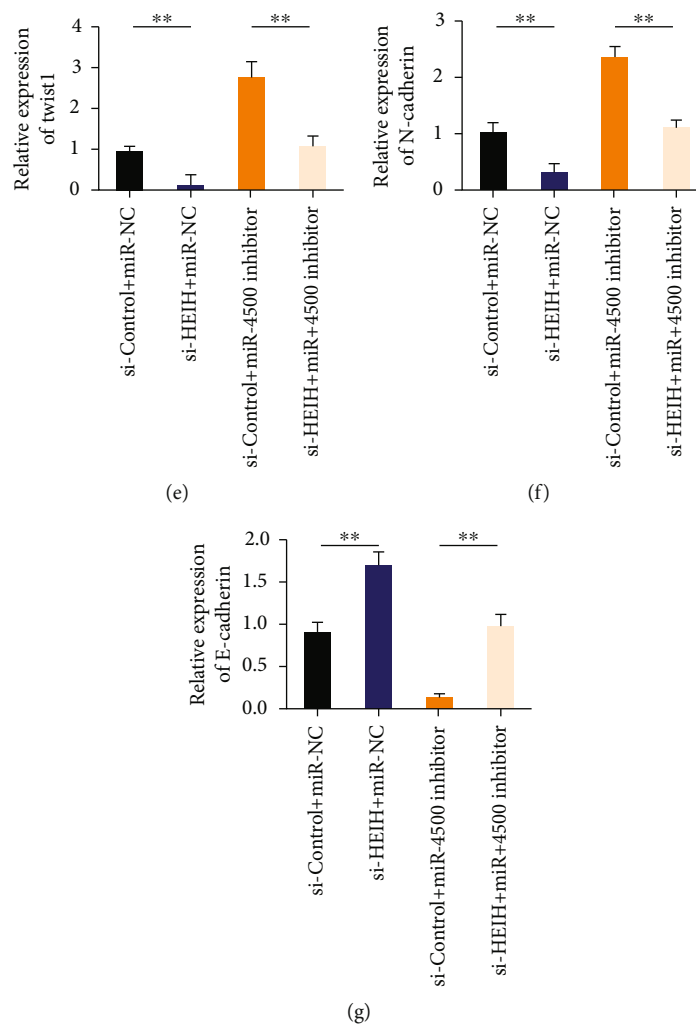 Relative expression
of twist1
4
3
2
1
0
**
**
si-Control+miR-NC
si-HEIH+miR-NC
si-Control+miR-4500 inhibitor
si-HEIH+miR+4500 inhibitor
(e)
Relative expression
of N-cadherin
3
2
1
0
**
**
si-Control+miR-NC
si-HEIH+miR-NC
si-Control+miR-4500 inhibitor
si-HEIH+miR+4500 inhibitor
(f)
Relative expression
of E-cadherin
2.0
1.5
1.0
0.5
0.0
**
**
si-Control+miR-NC
si-HEIH+miR-NC
si-Control+miR-4500 inhibitor
si-HEIH+miR+4500 inhibitor
(g)